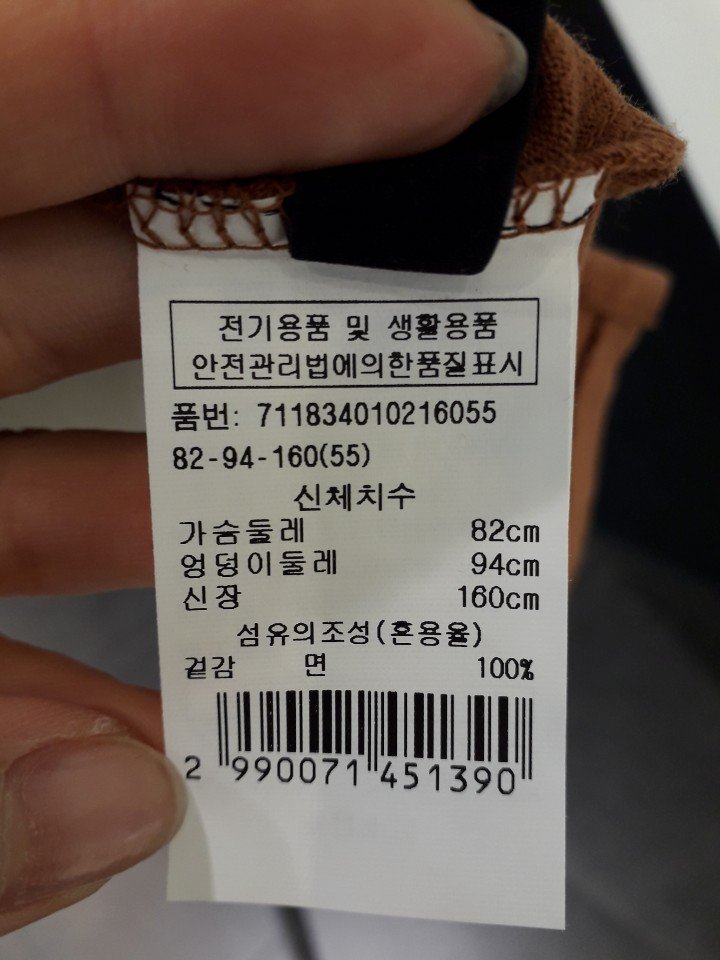 전기용품 및 생활용품
안전관리법에의한품질표시
품번: 711834010216055
82-94-160(55)
신체치수
가슴둘레 82cm
엉덩이둘레 94cm
신장 160cm
섬유의조성(혼용율)
겉감 면 100%
2 990071 451390